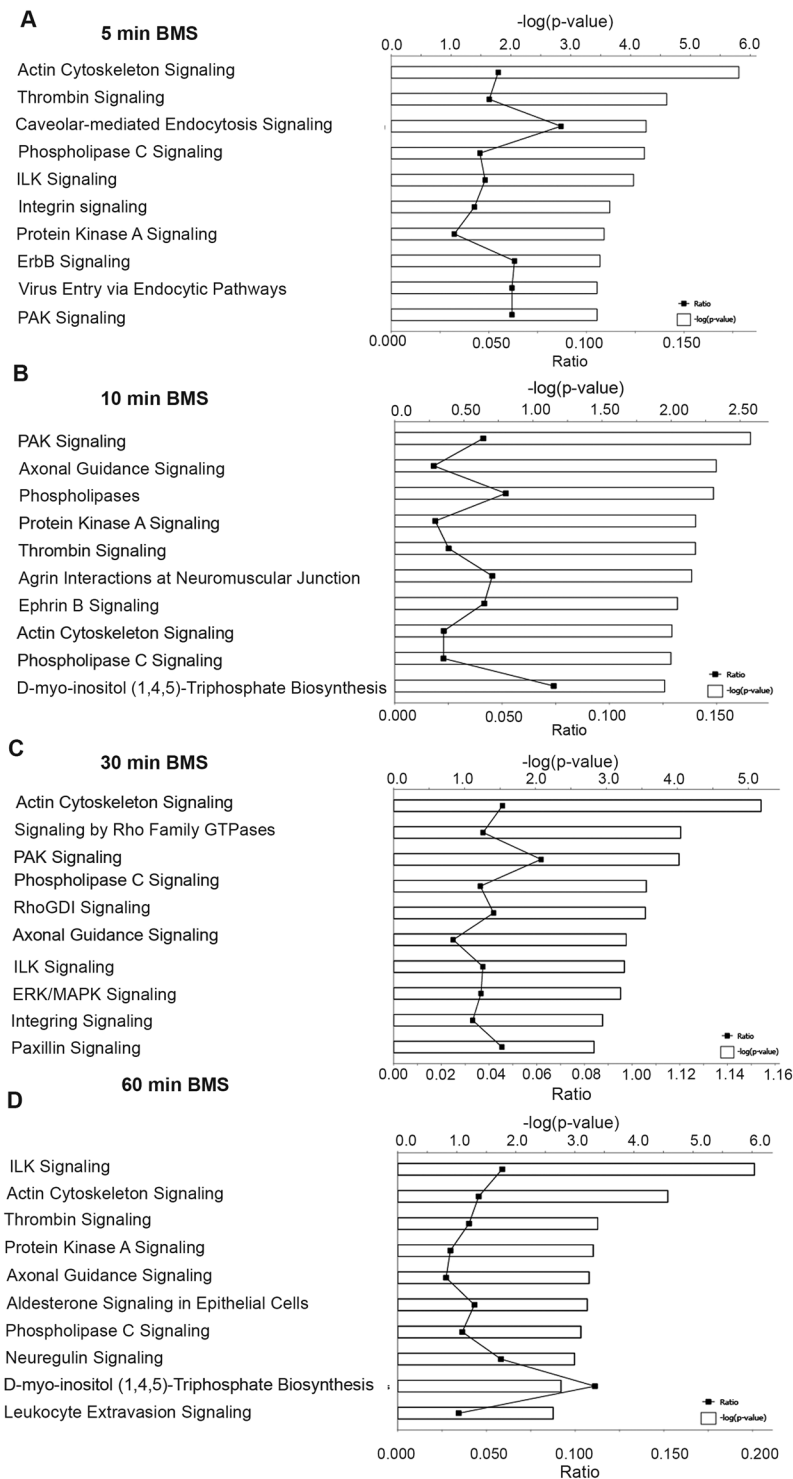 A
5 min BMS
-log(p-value)
0.0 1.0 2.0 3.0 4.0 5.0 6.0
Actin Cytoskeleton Signaling
Thrombin Signaling
Caveolar-mediated Endocytosis Signaling
Phospholipase C Signaling
ILK Signaling
Integrin signaling
Protein Kinase A Signaling
ErbB Signaling
Virus Entry via Endocytic Pathways
PAK Signaling
Ratio
-log(p-value)
0.000 0.050 0.100 0.150
Ratio
B
10 min BMS
-log(p-value)
0.0 0.50 1.00 1.50 2.00 2.50
PAK Signaling
Axonal Guidance Signaling
Phospholipases
Protein Kinase A Signaling
Thrombin Signaling
Agrin Interactions at Neuromuscular Junction
Ephrin B Signaling
Actin Cytoskeleton Signaling
Phospholipase C Signaling
D-myo-inositol (1,4,5)-Triphosphate Biosynthesis
Ratio
-log(p-value)
0.000 0.050 0.100 0.150
Ratio
C
30 min BMS
-log(p-value)
0.0 1.0 2.0 3.0 4.0 5.0
Actin Cytoskeleton Signaling
Signaling by Rho Family GTPases
PAK Signaling
Phospholipase C Signaling
RhoGDI Signaling
Axonal Guidance Signaling
ILK Signaling
ERK/MAPK Signaling
Integring Signaling
Paxillin Signaling
Ratio
-log(p-value)
0.00 0.02 0.04 0.06 0.08 1.00 1.12 1.14 1.16
Ratio
60 min BMS
D
-log(p-value)
0.0 1.0 2.0 3.0 4.0 5.0 6.0
ILK Signaling
Actin Cytoskeleton Signaling
Thrombin Signaling
Protein Kinase A Signaling
Axonal Guidance Signaling
Aldesterone Signaling in Epithelial Cells
Phospholipase C Signaling
Neuregulin Signaling
D-myo-inositol (1,4,5)-Triphosphate Biosynthesis
Leukocyte Extravasion Signaling
Ratio
-log(p-value)
0.000 0.050 0.100 0.150 0.200
Ratio